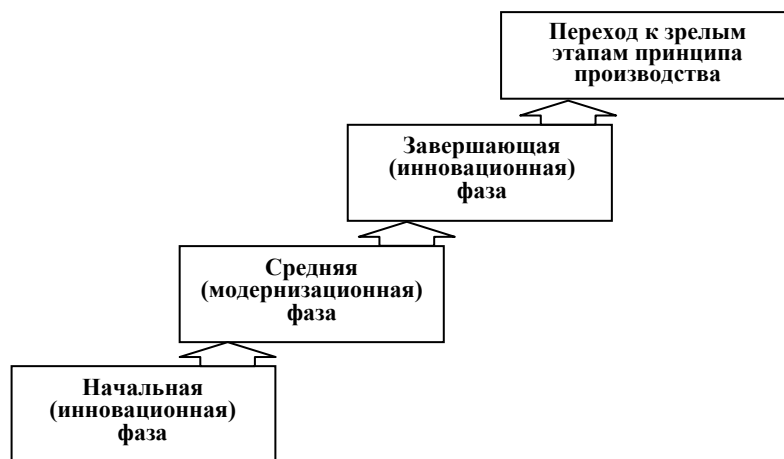 Переход к зрелым
этапам принципа
производства
Завершающая
(инновационная)
фаза
Средняя
(модернизационная)
фаза
Начальная
(инновационная)
фаза